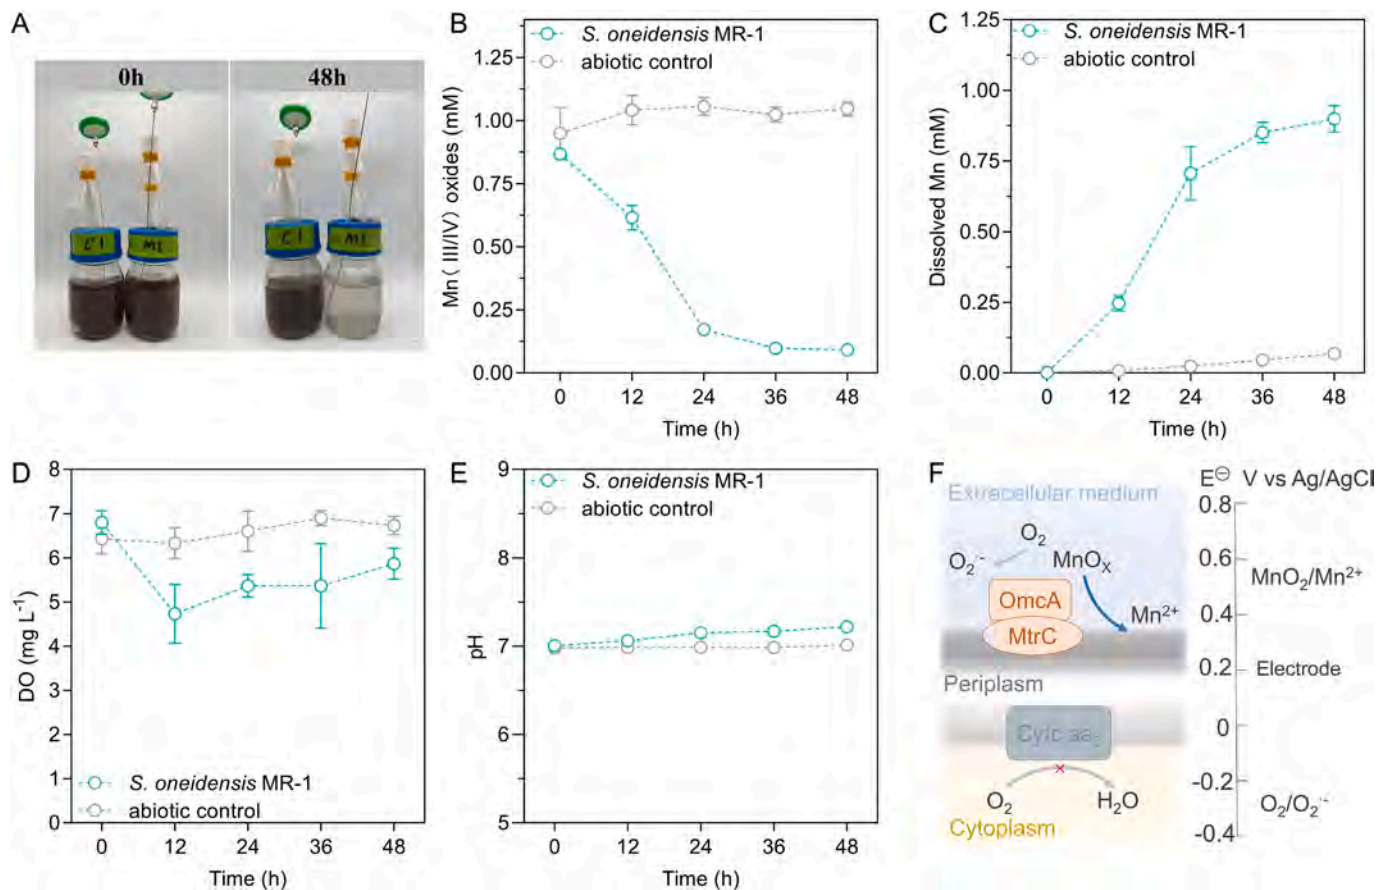 A
0h
48h
C1
M1
C1
M1
B
S. oneidensis MR-1
abiotic control
Mn( III/IV) oxides (mM)
1.25
1.00
0.75
0.50
0.25
0.00
0
12
24
36
48
Time (h)
C
S. oneidensis MR-1
abiotic control
Dissolved Mn (mM)
1.25
1.00
0.75
0.50
0.25
0.00
0
12
24
36
48
Time (h)
D
DO (mg L⁻¹)
8
7
6
5
4
3
2
1
0
S. oneidensis MR-1
abiotic control
0
12
24
36
48
Time (h)
E
S. oneidensis MR-1
abiotic control
pH
9
8
7
6
5
0
12
24
36
48
Time (h)
F
Extracellular medium
O₂
O₂·⁻
MnOₓ
OmcA
MtrC
Mn²⁺
Periplasm
Cytc aa₃
O₂
H₂O
Cytoplasm
E⊖ V vs Ag/AgCl
0.8
0.6
MnO₂/Mn²⁺
0.4
0.2
Electrode
0
-0.2
O₂/O₂·⁻
-0.4